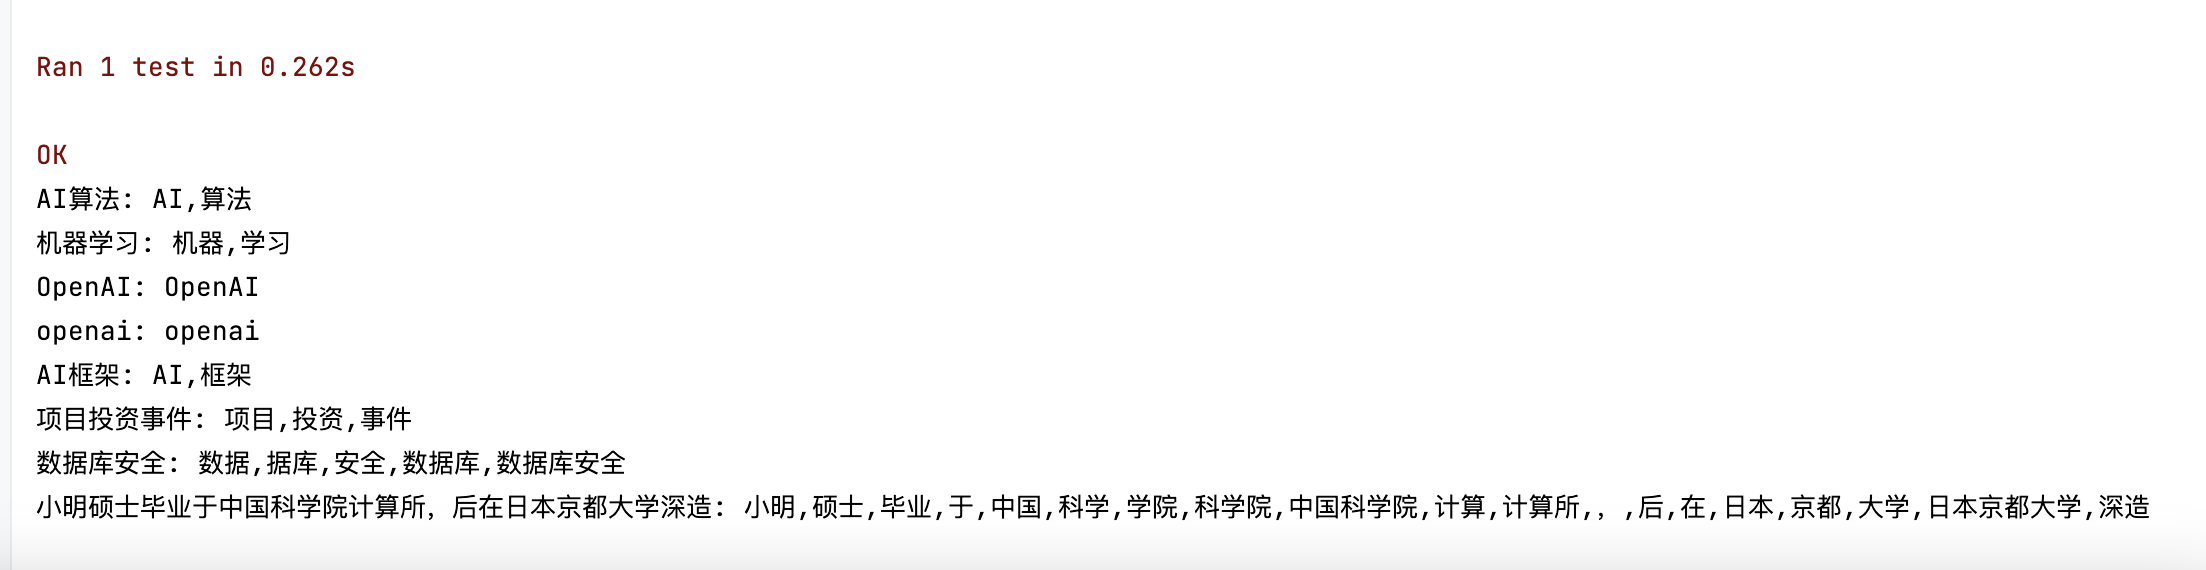 Ran 1 test in 0.262s
OK
AI算法: AI,算法
机器学习: 机器,学习
OpenAI: OpenAI
openai: openai
AI框架: AI,框架
项目投资事件: 项目,投资,事件
数据库安全: 数据,据库,安全,数据库,数据库安全
小明硕士毕业于中国科学院计算所，后在日本京都大学深造: 小明,硕士,毕业,于,中国,科学,学院,科学院,中国科学院,计算,计算所,，,后,在,日本,京都,大学,日本京都大学,深造